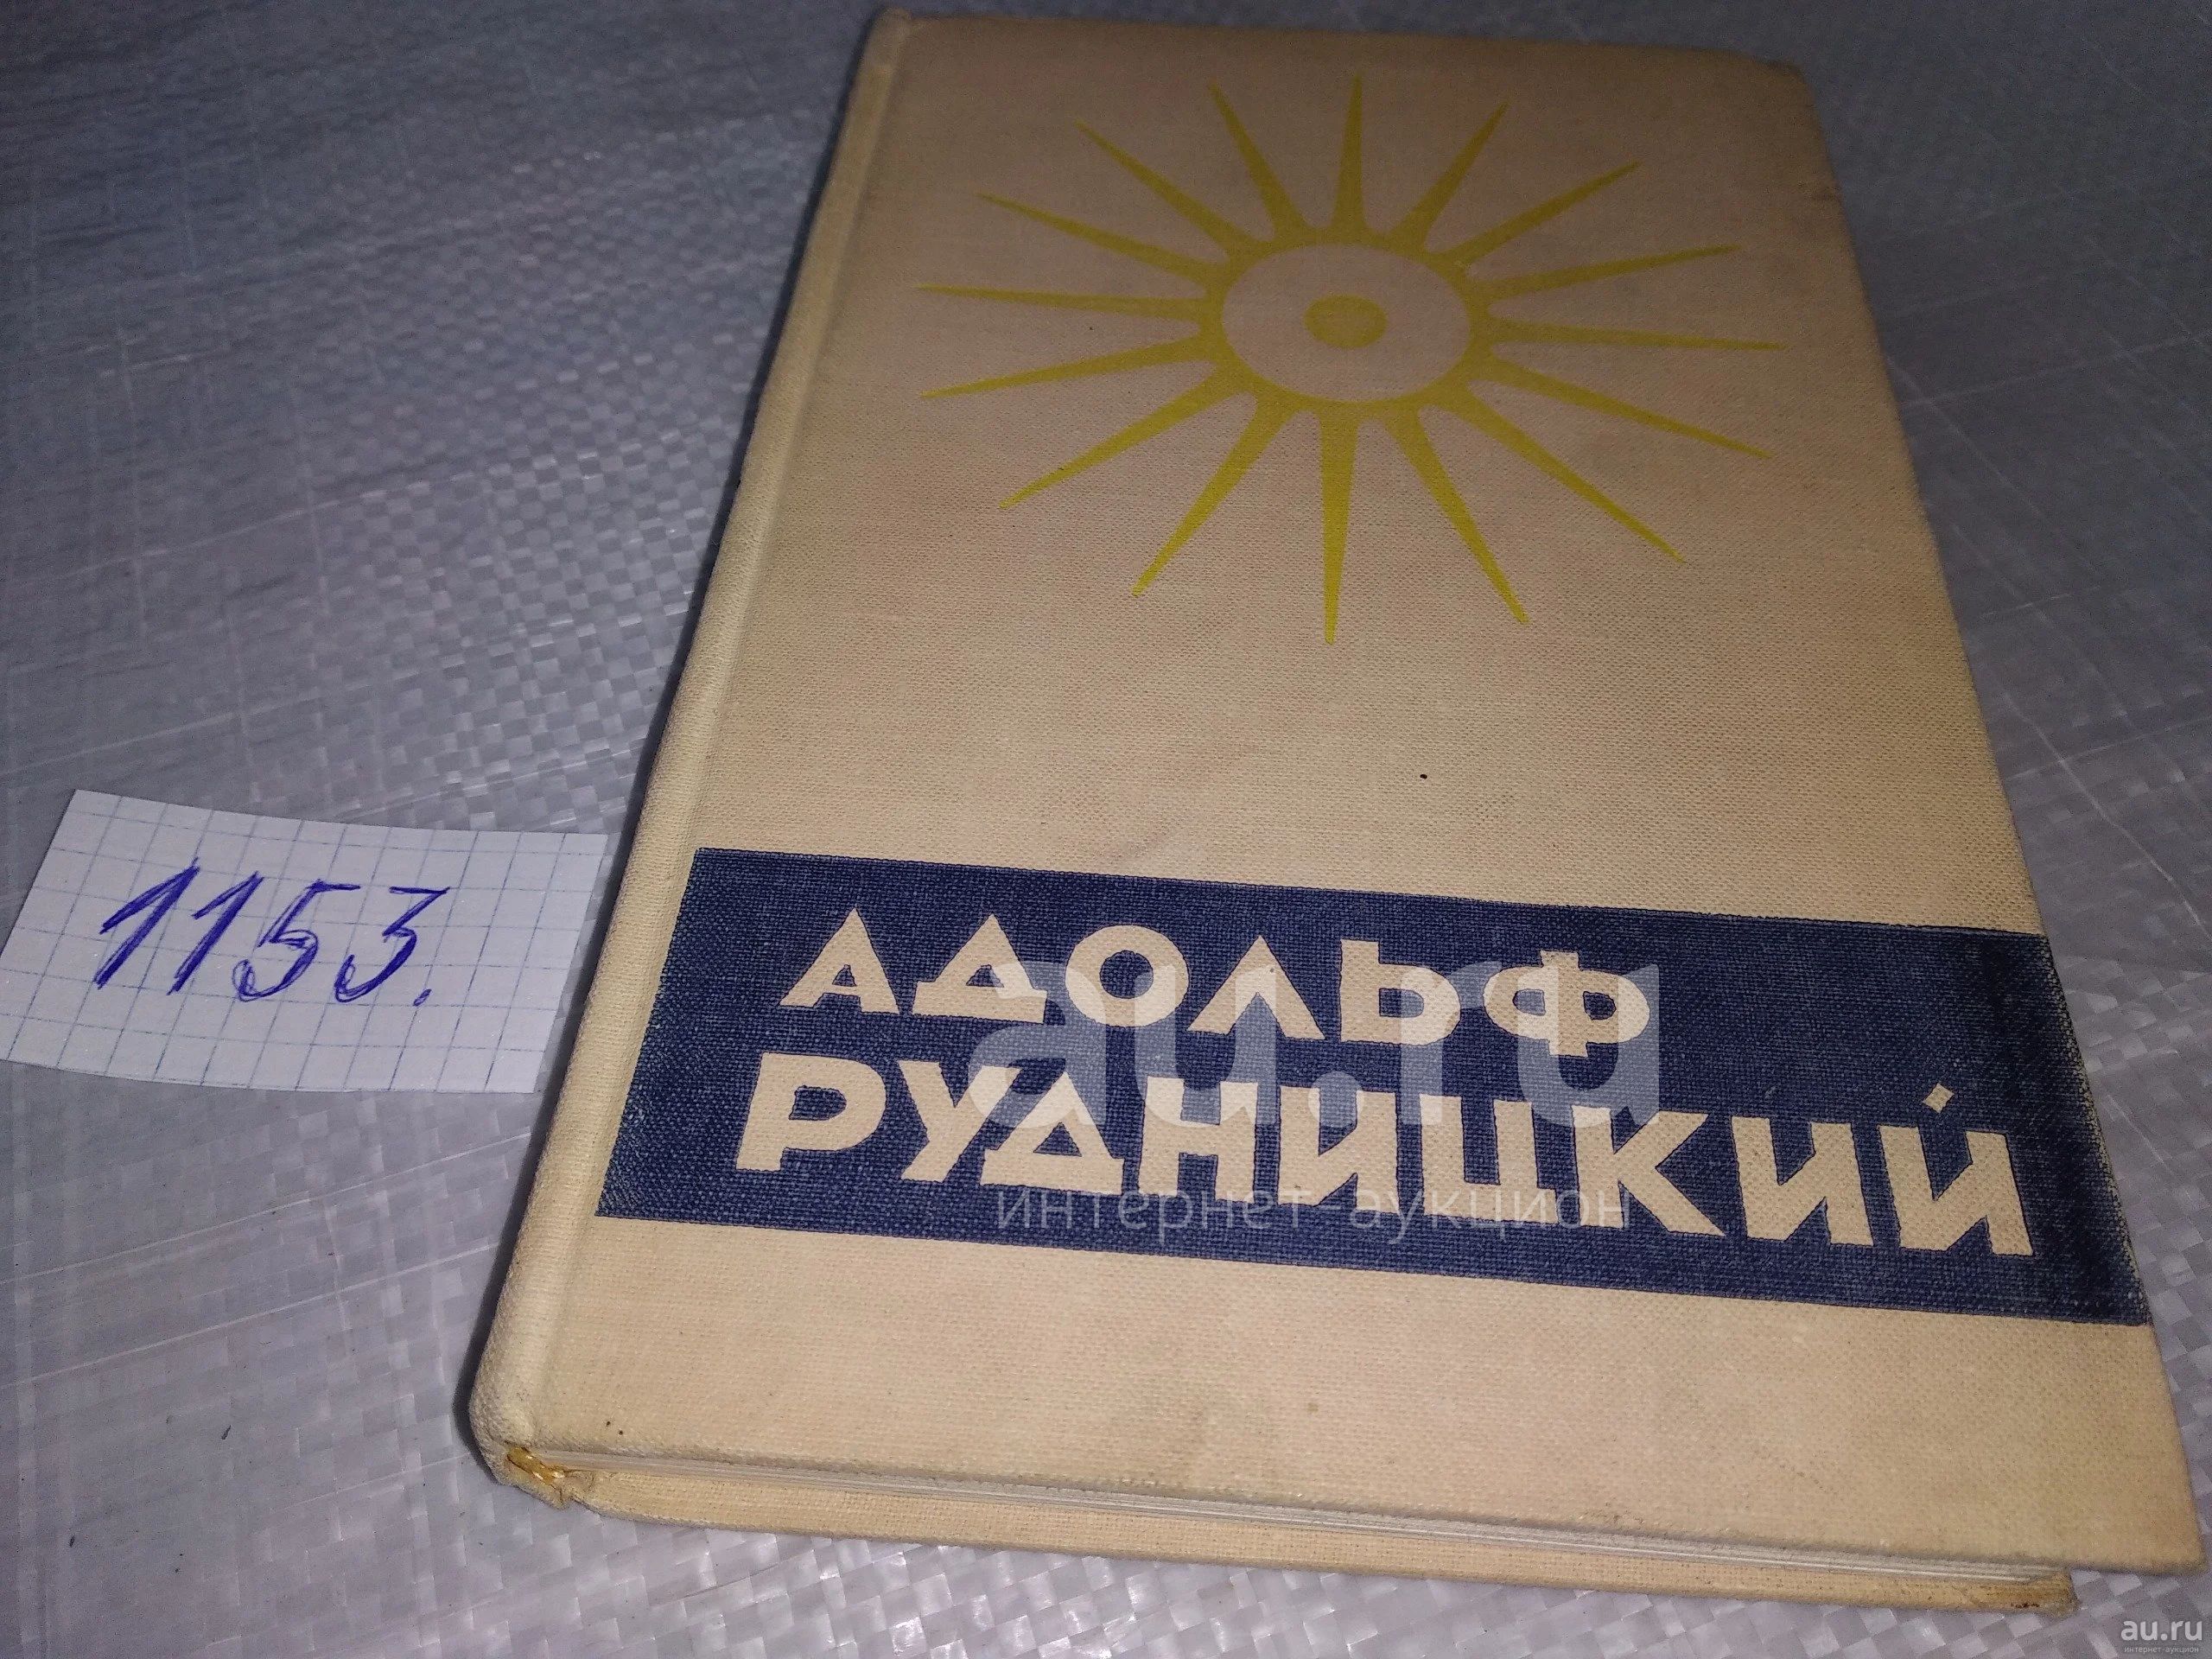 1153.
АДОЛЬФ
РУДНИЦКИЙ
au.ru
интернет-аукцион
au.ru
интернет-аукцион